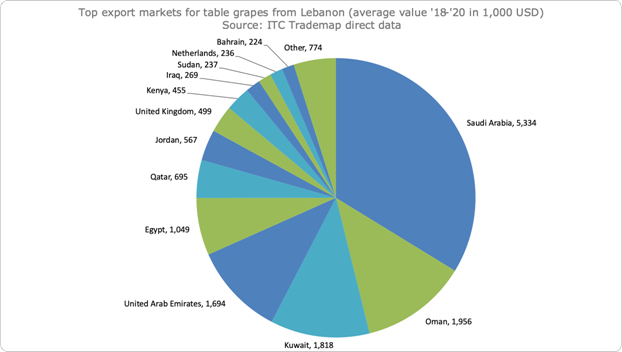 Top export markets for table grapes from Lebanon (average value '18-'20 in 1,000 USD)
Source: ITC Trademap direct data
Bahrain, 224
Other, 774
Netherlands, 236
Sudan, 237
Iraq, 269
Kenya, 455
United Kingdom, 499
Saudi Arabia, 5,334
Jordan, 567
Qatar, 695
Egypt, 1,049
United Arab Emirates, 1,694
Oman, 1,956
Kuwait, 1,818